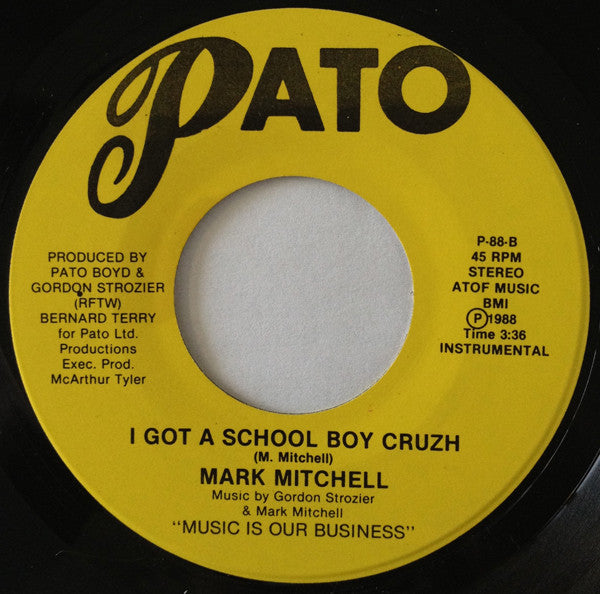 PATO
PRODUCED BY
PATO BOYD &
GORDON STROZIER
(RFTW)
BERNARD TERRY
for Pato Ltd.
Productions
Exec. Prod.
McArthur Tyler
P-88-B
45 RPM
STEREO
ATOF MUSIC
BMI
Ⓟ1988
Time 3:36
INSTRUMENTAL
I GOT A SCHOOL BOY CRUZH
(M. Mitchell)
MARK MITCHELL
Music by Gordon Strozier
& Mark Mitchell
"MUSIC IS OUR BUSINESS"